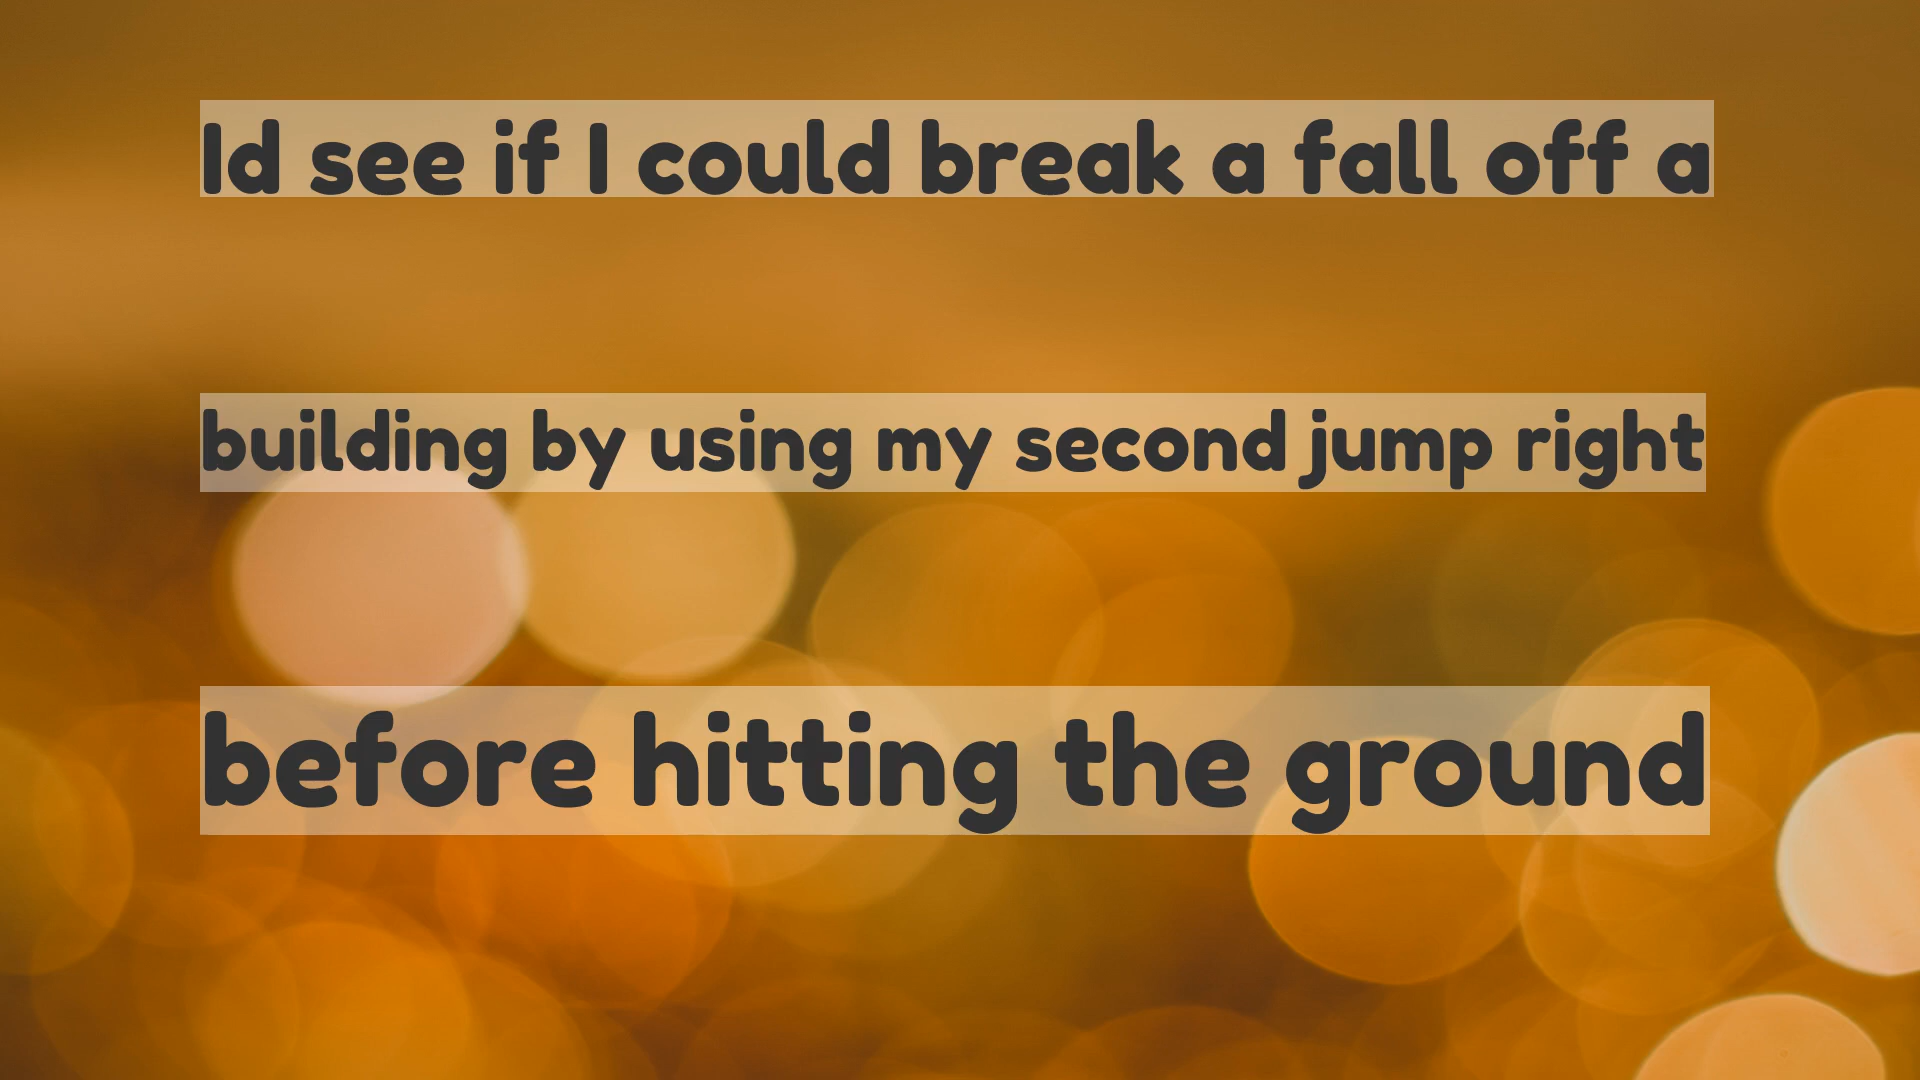 Id see if I could break a fall off a
building by using my second jump right
before hitting the ground